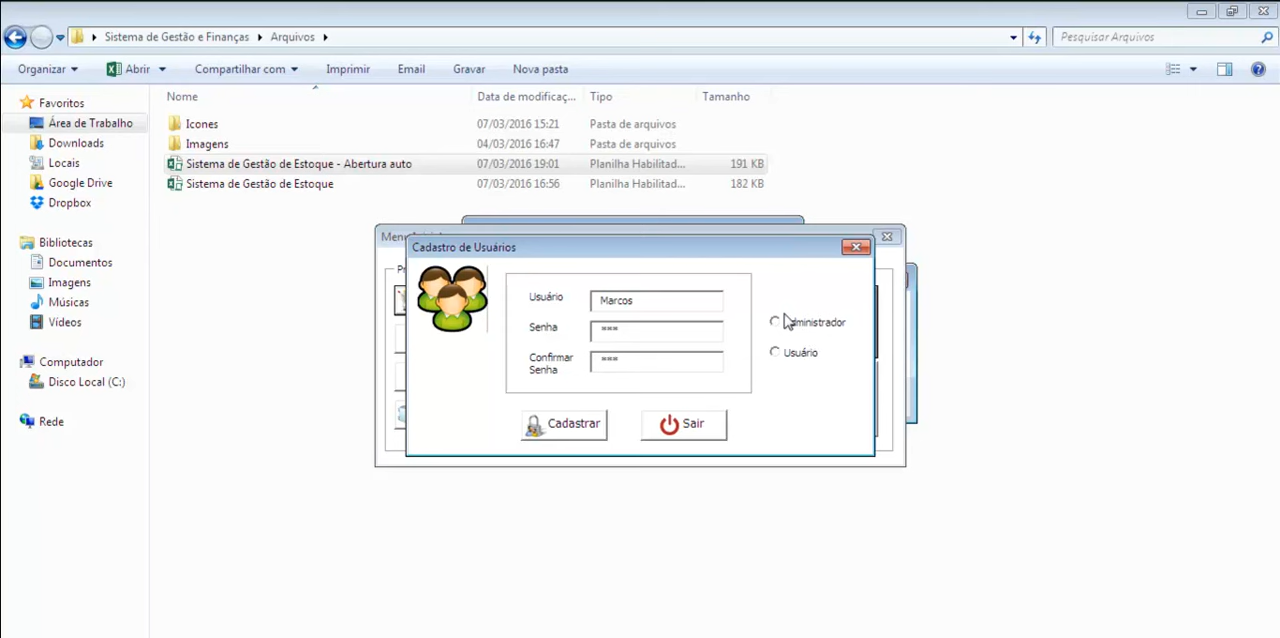 Sistema de Gestão e Finanças Arquivos
Pesquisar Arquivos
Organizar Abrir Compartilhar com Imprimir Email Gravar Nova pasta
Favoritos
Área de Trabalho
Downloads
Locais
Google Drive
Dropbox
Bibliotecas
Documentos
Imagens
Músicas
Vídeos
Computador
Disco Local (C:)
Rede
Nome Data de modificaç... Tipo Tamanho
Icones 07/03/2016 15:21 Pasta de arquivos
Imagens 04/03/2016 16:47 Pasta de arquivos
Sistema de Gestão de Estoque - Abertura auto 07/03/2016 19:01 Planilha Habilitad... 191 KB
Sistema de Gestão de Estoque 07/03/2016 16:56 Planilha Habilitad... 182 KB
Cadastro de Usuários
Usuário Marcos
Senha ***
Confirmar
Senha ***
Administrador
Usuário
Cadastrar Sair